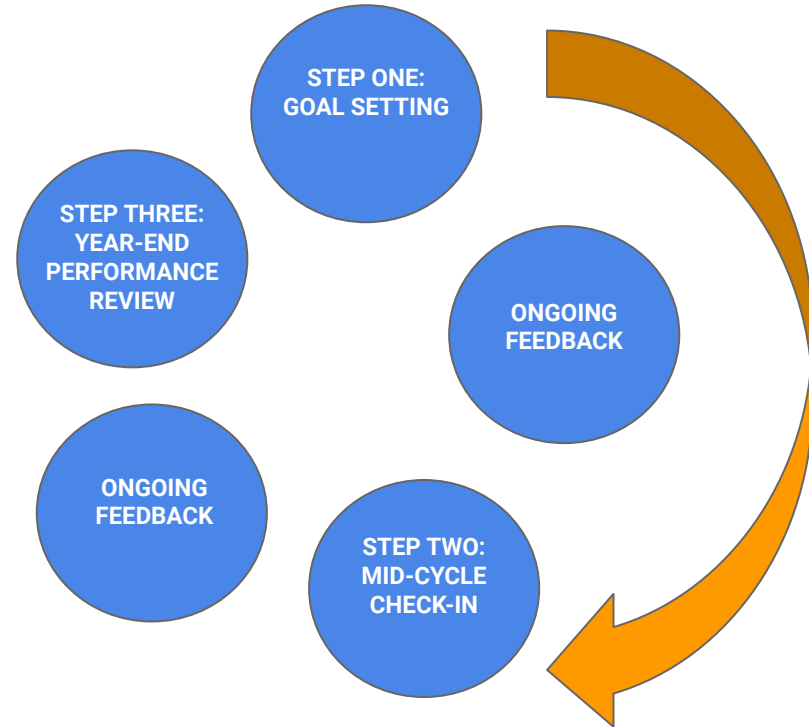 STEP ONE:
GOAL SETTING
ONGOING
FEEDBACK
STEP TWO:
MID-CYCLE
CHECK-IN
ONGOING
FEEDBACK
STEP THREE:
YEAR-END
PERFORMANCE
REVIEW